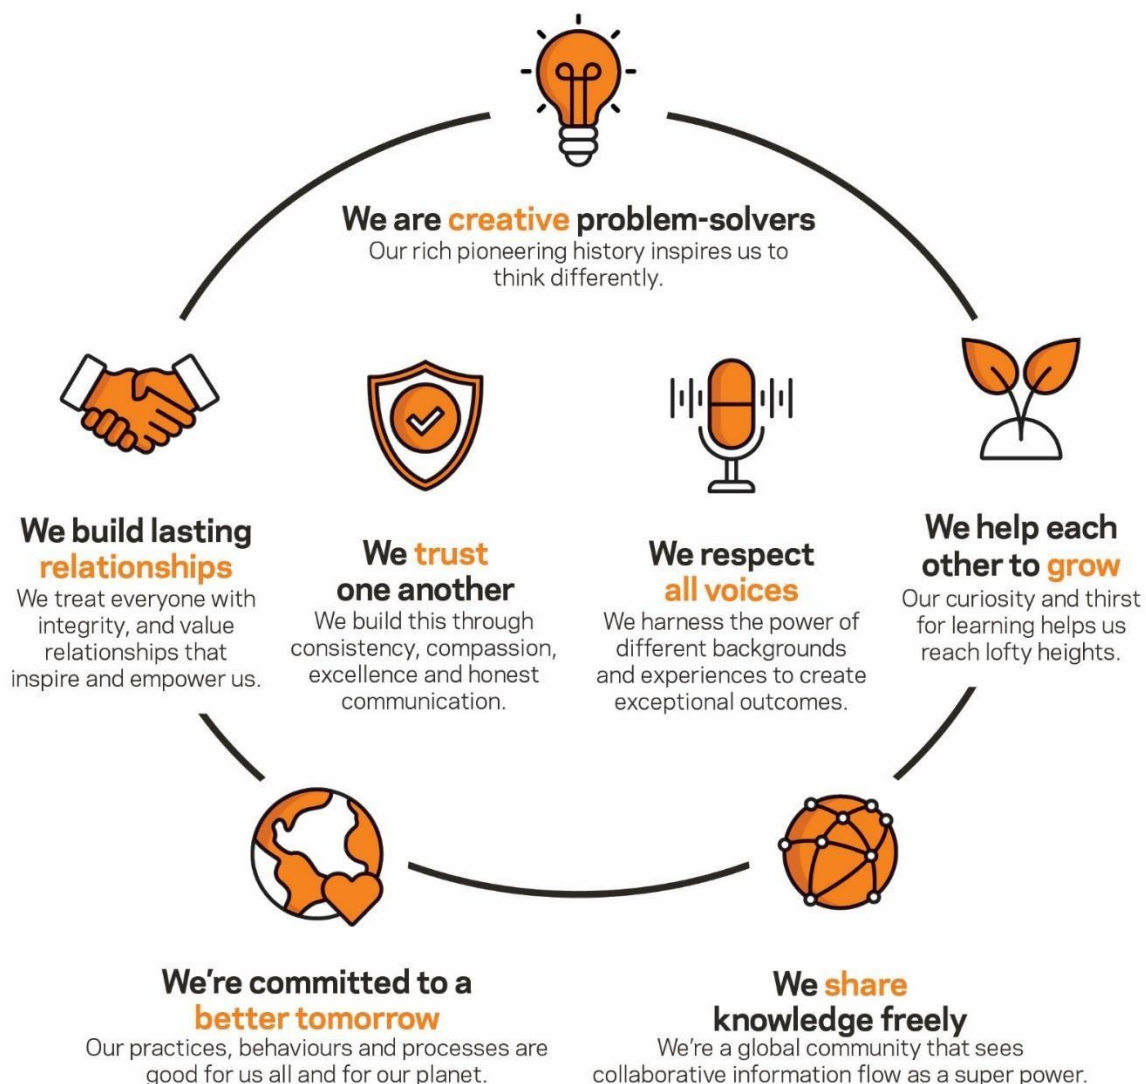 We are creative problem-solvers
Our rich pioneering history inspires us to
think differently.
We build lasting
relationships
We treat everyone with
integrity, and value
relationships that
inspire and empower us.
We trust
one another
We build this through
consistency, compassion,
excellence and honest
communication.
We respect
all voices
We harness the power of
different backgrounds
and experiences to create
exceptional outcomes.
We help each
other to grow
Our curiosity and thirst
for learning helps us
reach lofty heights.
We're committed to a
better tomorrow
Our practices, behaviours and processes are
good for us all and for our planet.
We share
knowledge freely
We're a global community that sees
collaborative information flow as a super power.